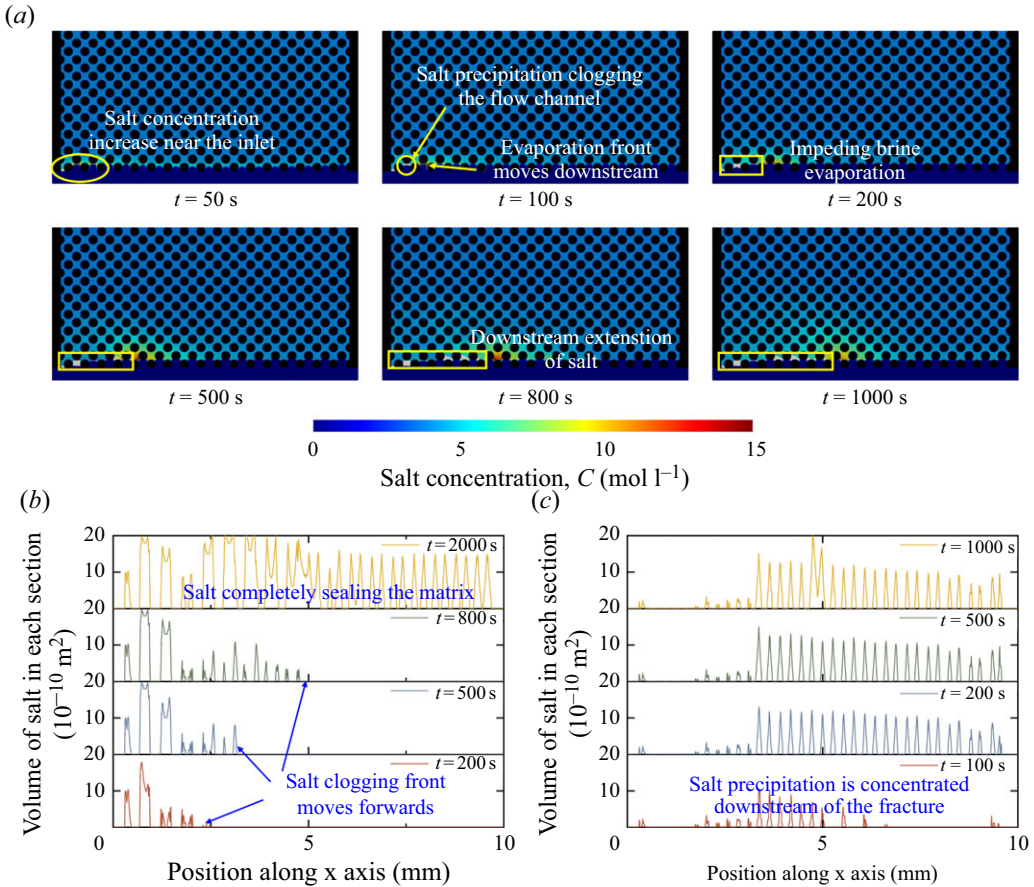 (a)
Salt concentration
increase near the inlet
Salt precipitation clogging
the flow channel
Evaporation front
moves downstream
Impeding brine
evaporation
t = 50 s
t = 100 s
t = 200 s
Downstream extenstion
of salt
t = 500 s
t = 800 s
t = 1000 s
0
5
10
15
Salt concentration, C (mol l⁻¹)
(b)
Volume of salt in each section
(10⁻¹⁰ m²)
20
10
20
10
20
10
20
10
t = 2000 s
Salt completely sealing the matrix
t = 800 s
t = 500 s
t = 200 s
Salt clogging front
moves forwards
0
5
10
Position along x axis (mm)
(c)
Volume of salt in each section
(10⁻¹⁰ m²)
20
10
20
10
20
10
20
10
t = 1000 s
t = 500 s
t = 200 s
t = 100 s
Salt precipitation is concentrated
downstream of the fracture
0
5
10
Position along x axis (mm)